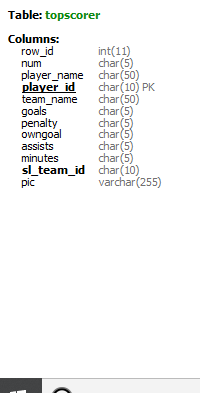 Table: topscorer
Columns:
row_id int(11)
num char(5)
player_name char(50)
player_id char(10) PK
team_name char(50)
goals char(5)
penalty char(5)
owngoal char(5)
assists char(5)
minutes char(5)
sl_team_id char(10)
pic varchar(255)